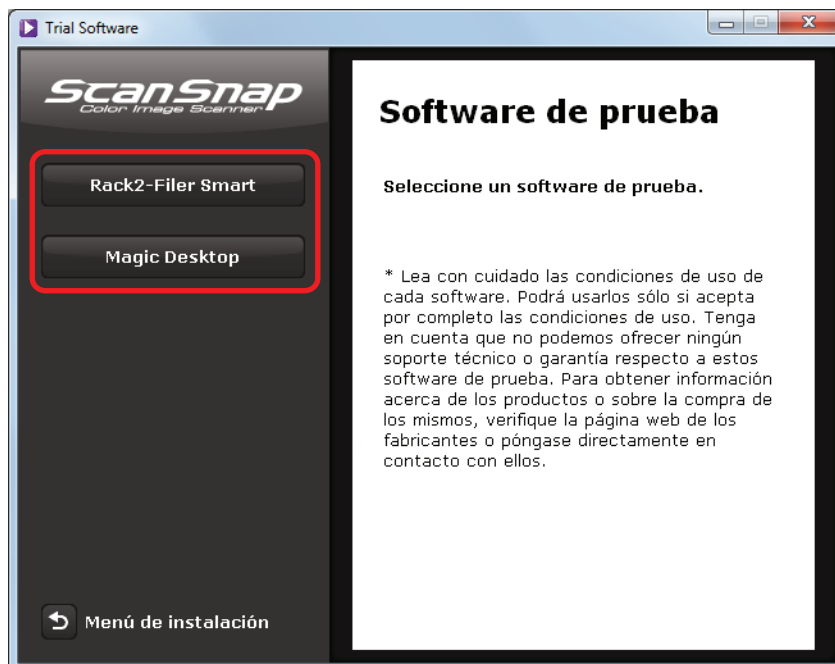 Trial Software
ScanSnap
Color Image Scanner
Rack2-Filer Smart
Magic Desktop
Menú de instalación
Software de prueba
Seleccione un software de prueba.
* Lea con cuidado las condiciones de uso de
cada software. Podrá usarlos sólo si acepta
por completo las condiciones de uso. Tenga
en cuenta que no podemos ofrecer ningún
soporte técnico o garantía respecto a estos
software de prueba. Para obtener información
acerca de los productos o sobre la compra de
los mismos, verifique la página web de los
fabricantes o póngase directamente en
contacto con ellos.